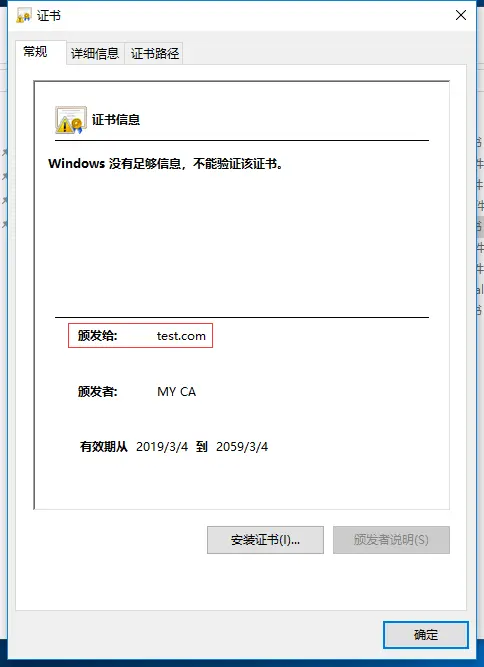 证书
常规 详细信息 证书路径
证书信息
Windows 没有足够信息，不能验证该证书。
颁发给: test.com
颁发者: MY CA
有效期从 2019/3/4 到 2059/3/4
安装证书(I)... 颁发者说明(S)
确定